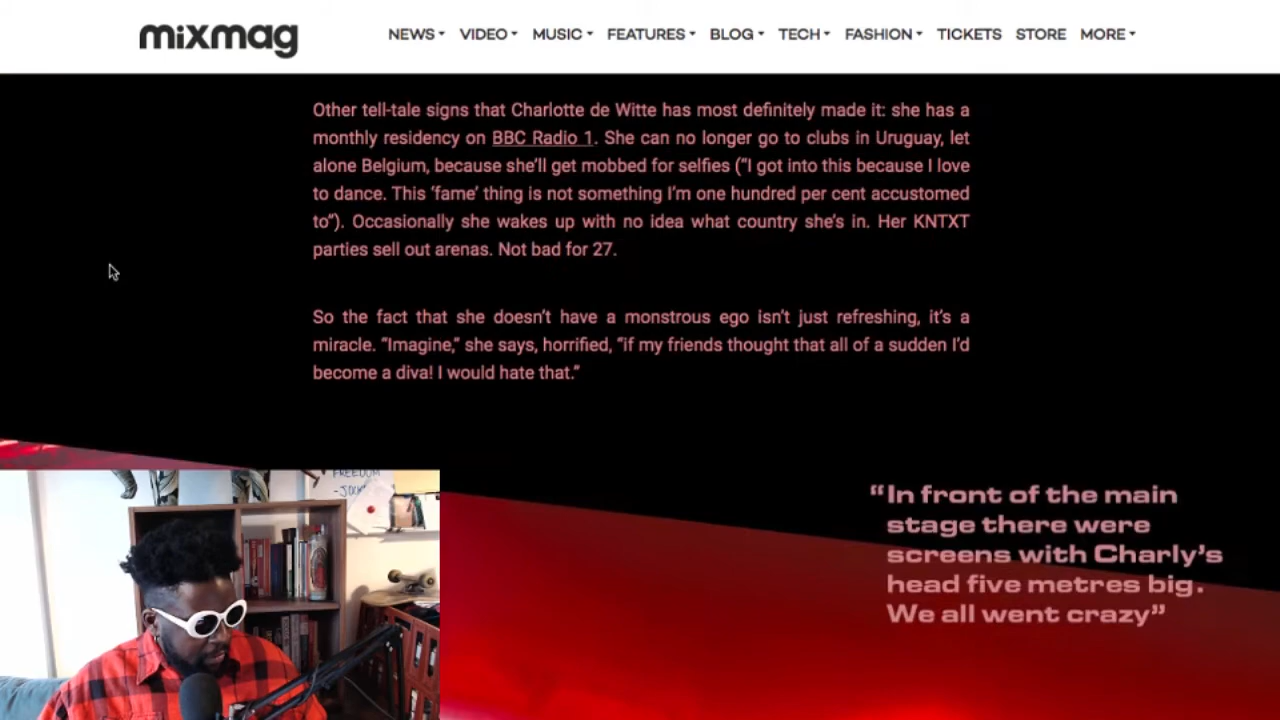 mixmag
NEWS VIDEO MUSIC FEATURES BLOG TECH FASHION TICKETS STORE MORE
Other tell-tale signs that Charlotte de Witte has most definitely made it: she has a
monthly residency on BBC Radio 1. She can no longer go to clubs in Uruguay, let
alone Belgium, because she’ll get mobbed for selfies (“I got into this because I love
to dance. This ‘fame’ thing is not something I’m one hundred per cent accustomed
to”). Occasionally she wakes up with no idea what country she’s in. Her KNTXT
parties sell out arenas. Not bad for 27.
So the fact that she doesn’t have a monstrous ego isn’t just refreshing, it’s a
miracle. “Imagine,” she says, horrified, “if my friends thought that all of a sudden I’d
become a diva! I would hate that.”
“In front of the main
stage there were
screens with Charly’s
head five metres big.
We all went crazy”
FREEDOM